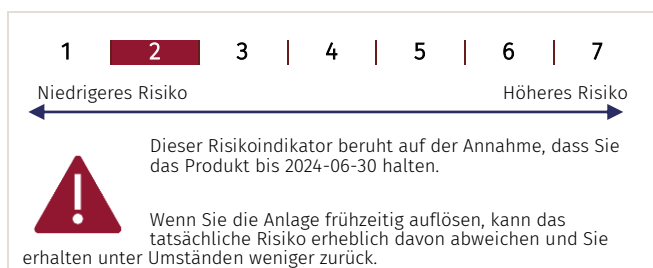 1 | 2 3 | 4 | 5 | 6 | 7
Niedrigeres Risiko Höheres Risiko
Dieser Risikoindikator beruht auf der Annahme, dass Sie
das Produkt bis 2024-06-30 halten.
Wenn Sie die Anlage frühzeitig auflösen, kann das
tatsächliche Risiko erheblich davon abweichen und Sie
erhalten unter Umständen weniger zurück.